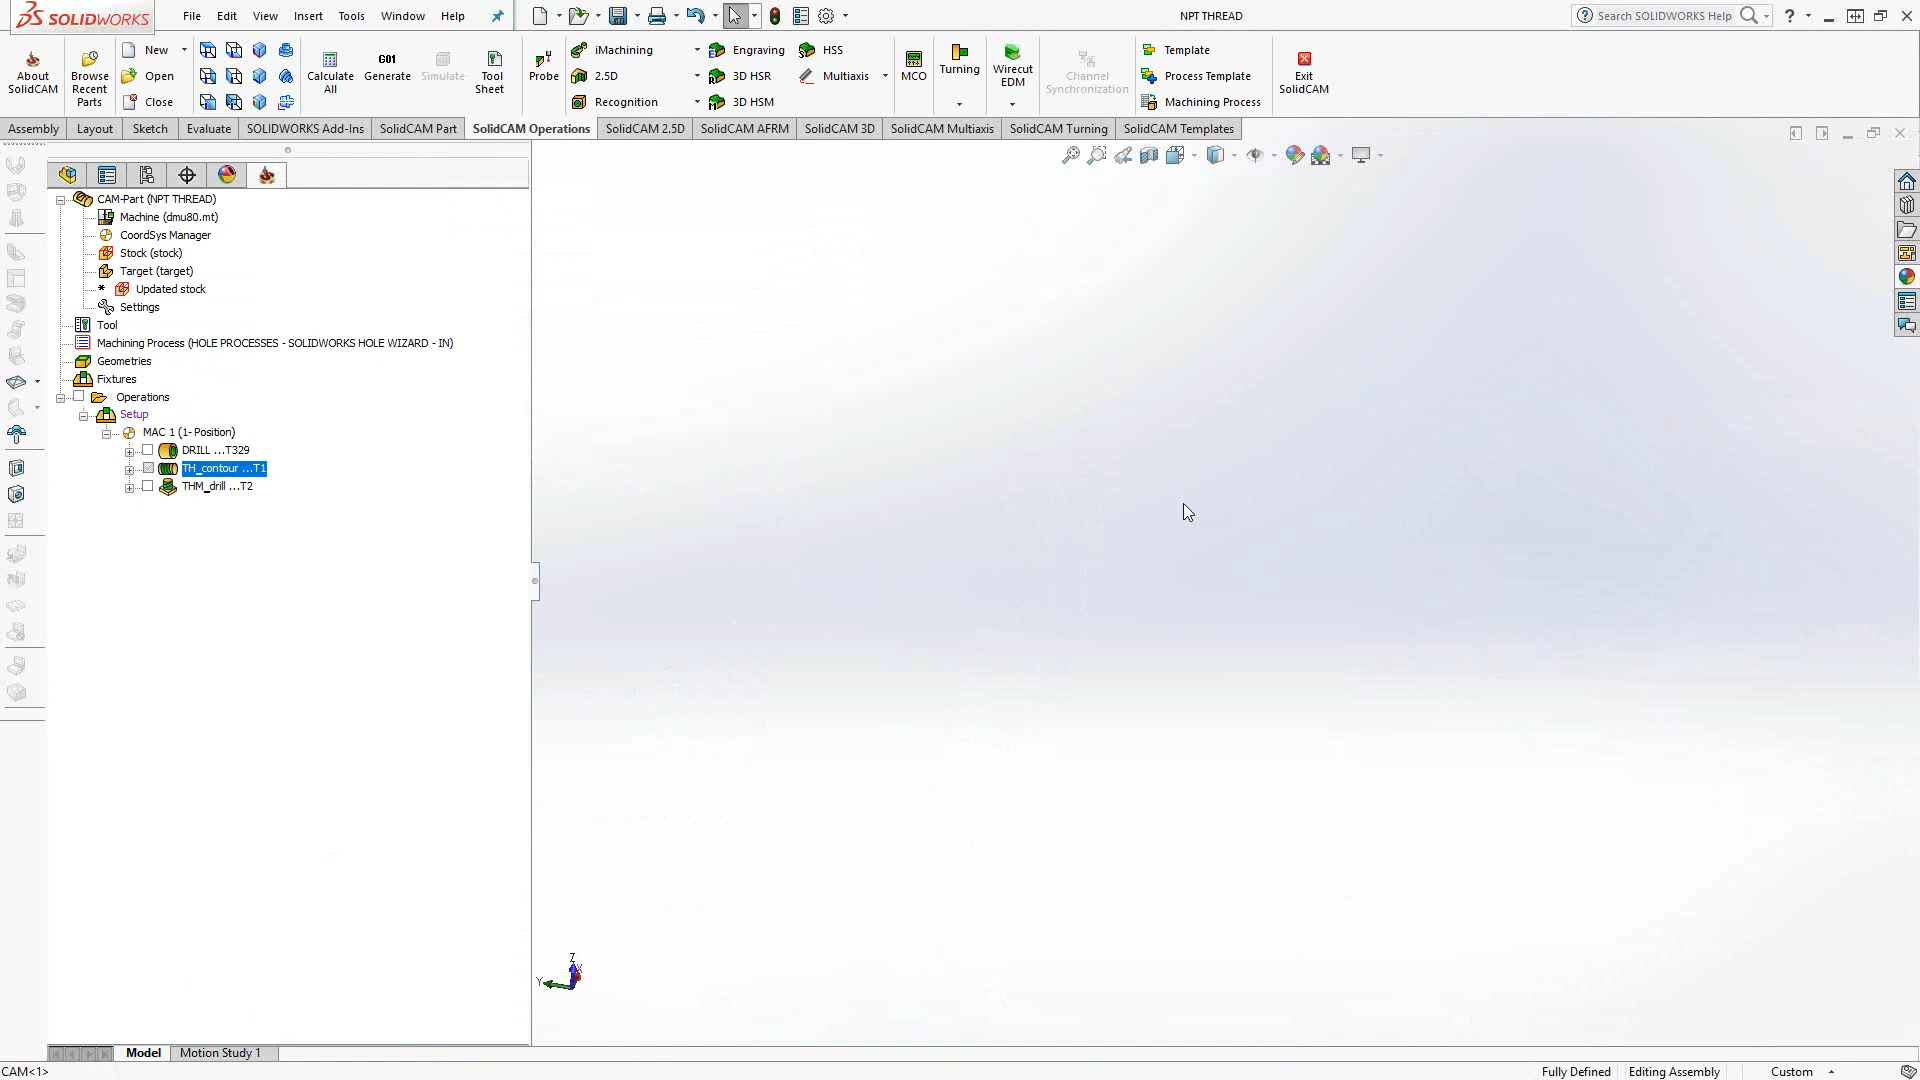 SOLIDWORKS File Edit View Insert Tools Window Help NPT THREAD Search SOLIDWORKS Help ?
About SolidCAM
Browse Recent Parts
New
Open
Close
Calculate All
G01
Generate
Simulate
Tool Sheet
Probe
iMachining
2.5D
Recognition
Engraving
3D HSR
3D HSM
HSS
Multiaxis
MCO
Turning
Wirecut EDM
Channel Synchronization
Template
Process Template
Machining Process
Exit SolidCAM
Assembly Layout Sketch Evaluate SOLIDWORKS Add-Ins SolidCAM Part SolidCAM Operations SolidCAM 2.5D SolidCAM AFRM SolidCAM 3D SolidCAM Multiaxis SolidCAM Turning SolidCAM Templates
CAM-Part (NPT THREAD)
Machine (dmu80.mt)
CoordSys Manager
Stock (stock)
Target (target)
* Updated stock
Settings
Tool
Machining Process (HOLE PROCESSES - SOLIDWORKS HOLE WIZARD - IN)
Geometries
Fixtures
Operations
Setup
MAC 1 (1- Position)
DRILL ...T329
TH_contour ...T1
THM_drill ...T2
Z
X
Y
Model Motion Study 1
CAM<1> Fully Defined Editing Assembly Custom